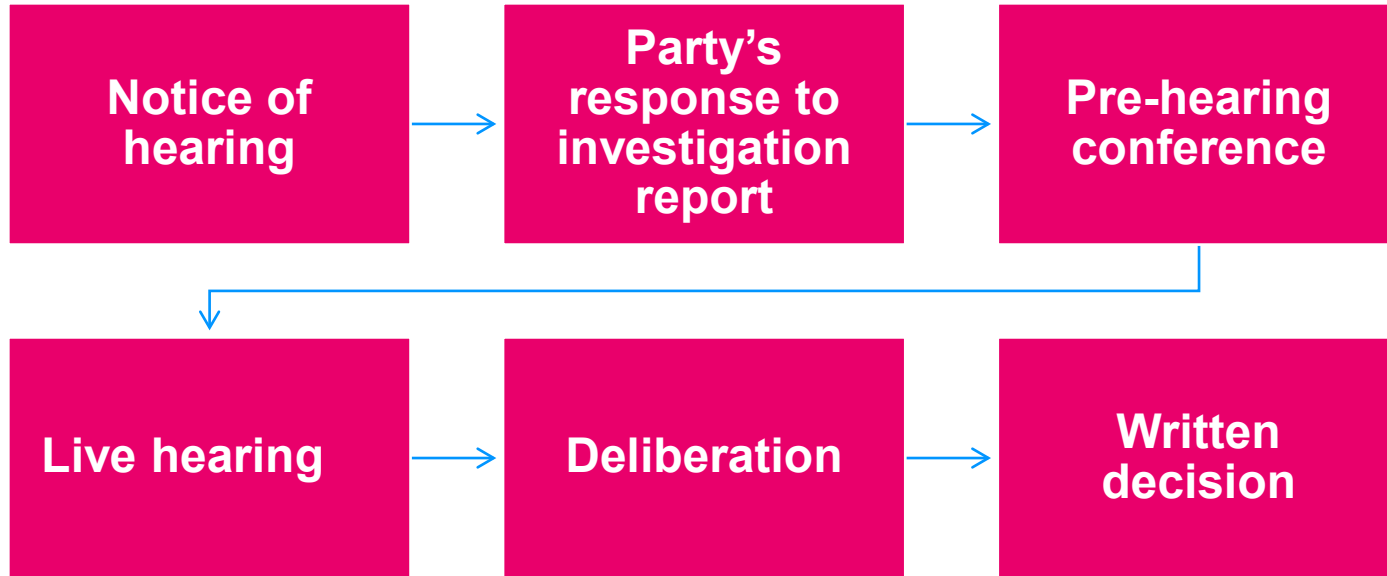 Notice of
hearing
Party’s
response to
investigation
report
Pre-hearing
conference
Live hearing
Deliberation
Written
decision